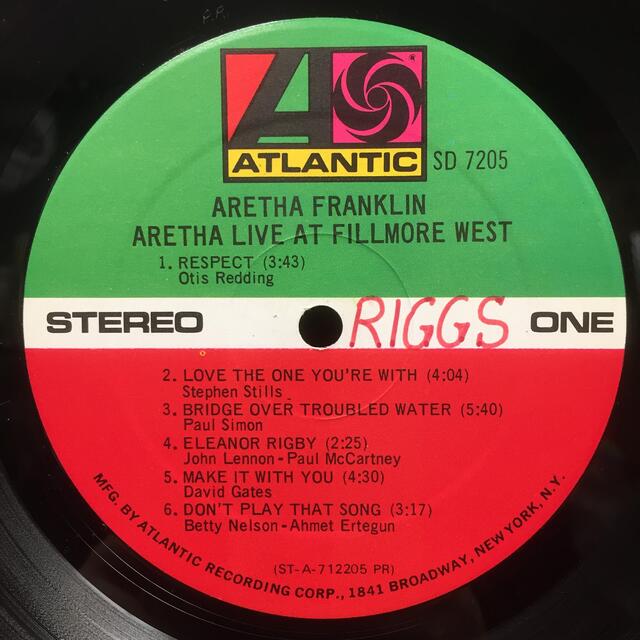 ATLANTIC SD 7205
ARETHA FRANKLIN
ARETHA LIVE AT FILLMORE WEST
1. RESPECT (3:43)
Otis Redding
STEREO RIGGS ONE
2. LOVE THE ONE YOU'RE WITH (4:04)
Stephen Stills
3. BRIDGE OVER TROUBLED WATER (5:40)
Paul Simon
4. ELEANOR RIGBY (2:25)
John Lennon-Paul McCartney
5. MAKE IT WITH YOU (4:30)
David Gates
6. DON'T PLAY THAT SONG (3:17)
Betty Nelson-Ahmet Ertegun
(ST-A-712205 PR)
MFG. BY ATLANTIC RECORDING CORP., 1841 BROADWAY, NEW YORK, N.Y.